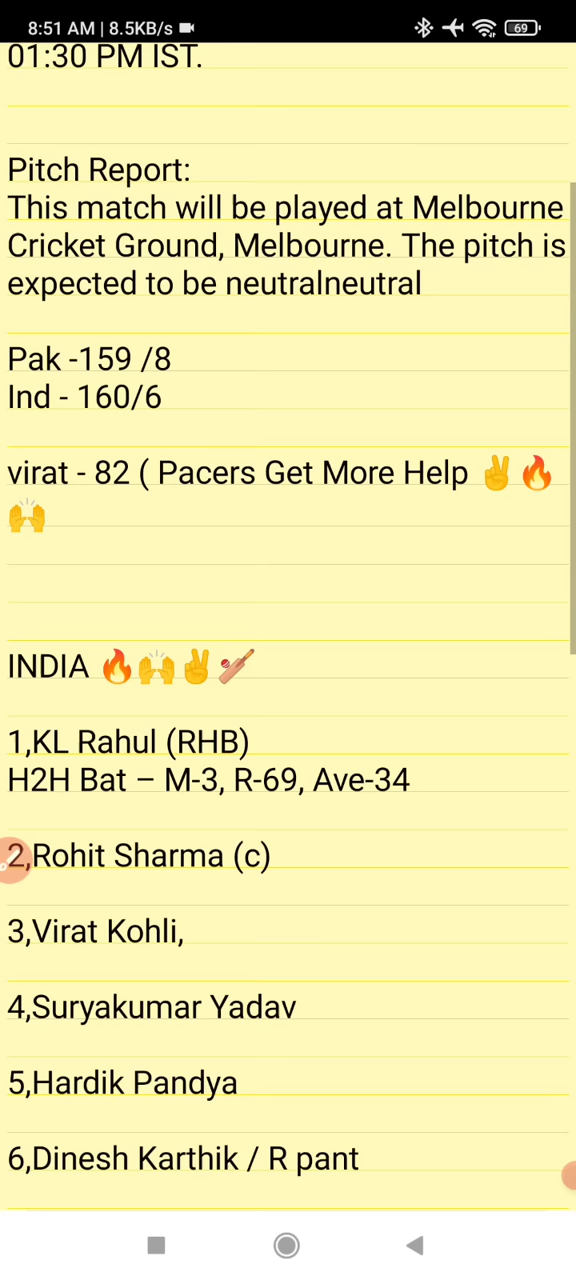 8:51 AM | 8.5KB/s
69
01:30 PM IST.
Pitch Report:
This match will be played at Melbourne
Cricket Ground, Melbourne. The pitch is
expected to be neutralneutral
Pak -159 /8
Ind - 160/6
virat - 82 ( Pacers Get More Help ✌️🔥
🙌
INDIA 🔥🙌✌️🏏
1,KL Rahul (RHB)
H2H Bat – M-3, R-69, Ave-34
2,Rohit Sharma (c)
3,Virat Kohli,
4,Suryakumar Yadav
5,Hardik Pandya
6,Dinesh Karthik / R pant